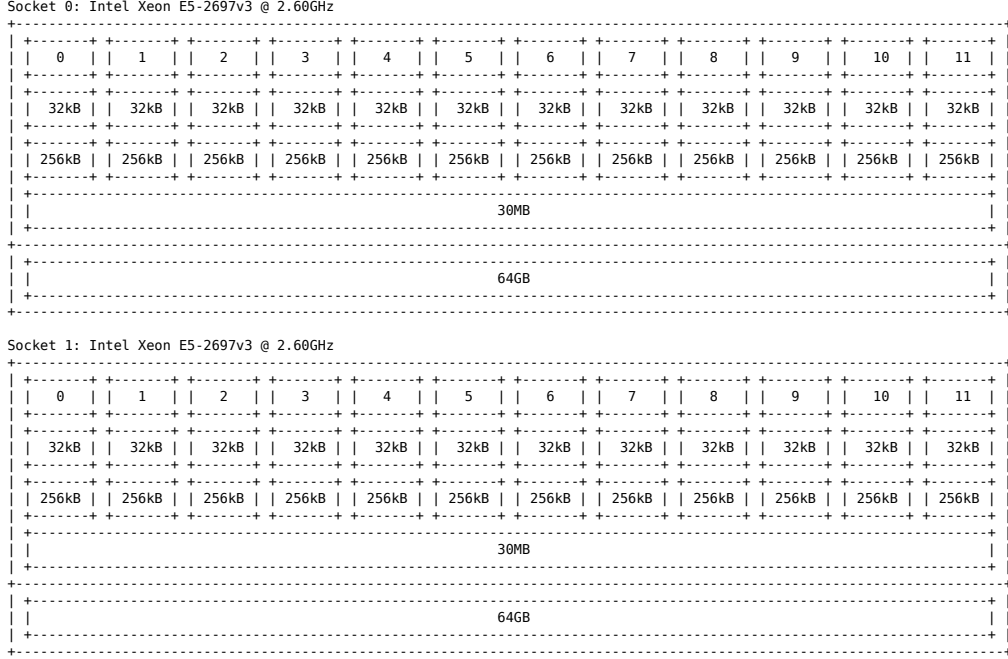 Socket 0: Intel Xeon E5-2697v3 @ 2.60GHz
0 1 2 3 4 5 6 7 8 9 10 11
32kB 32kB 32kB 32kB 32kB 32kB 32kB 32kB 32kB 32kB 32kB 32kB
256kB 256kB 256kB 256kB 256kB 256kB 256kB 256kB 256kB 256kB 256kB 256kB
30MB
64GB
Socket 1: Intel Xeon E5-2697v3 @ 2.60GHz
0 1 2 3 4 5 6 7 8 9 10 11
32kB 32kB 32kB 32kB 32kB 32kB 32kB 32kB 32kB 32kB 32kB 32kB
256kB 256kB 256kB 256kB 256kB 256kB 256kB 256kB 256kB 256kB 256kB 256kB
30MB
64GB